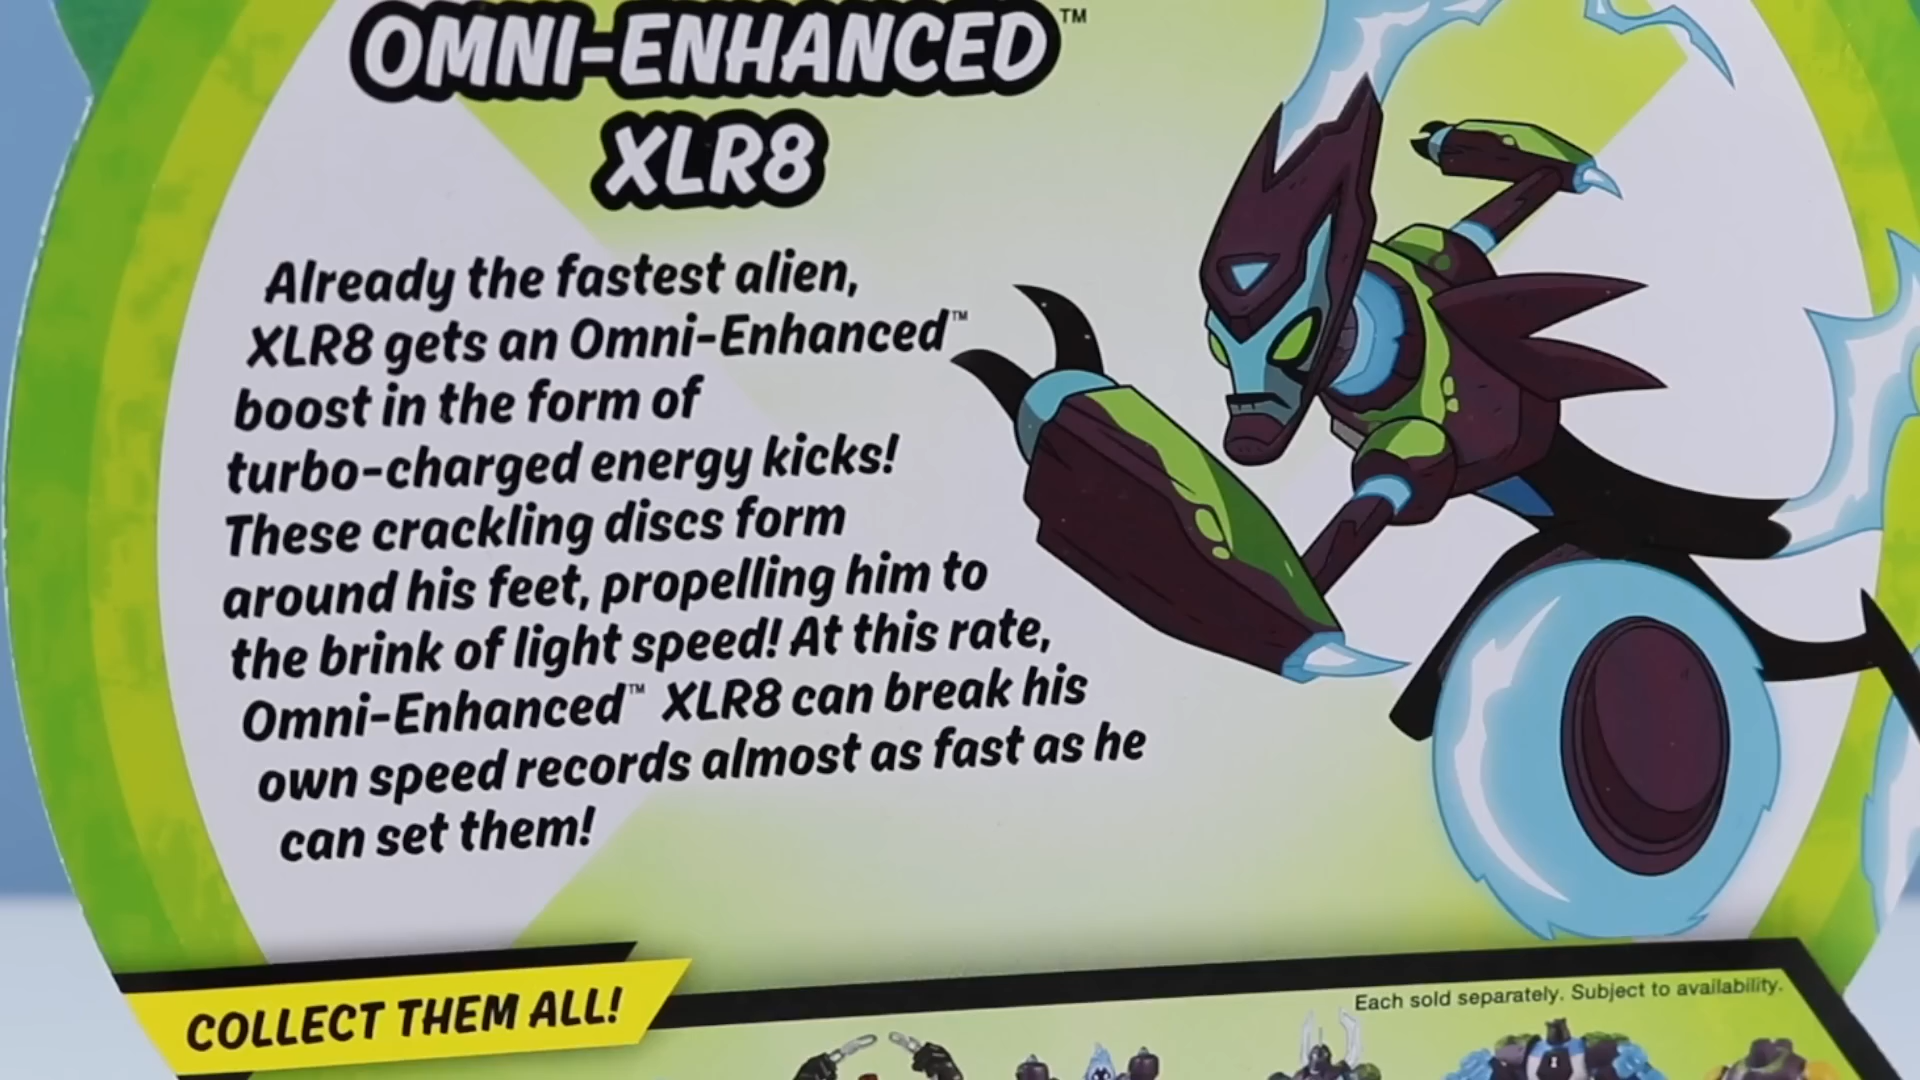 OMNI-ENHANCED™
XLR8
Already the fastest alien,
XLR8 gets an Omni-Enhanced™
boost in the form of
turbo-charged energy kicks!
These crackling discs form
around his feet, propelling him to
the brink of light speed! At this rate,
Omni-Enhanced™ XLR8 can break his
own speed records almost as fast as he
can set them!
COLLECT THEM ALL!
Each sold separately. Subject to availability.